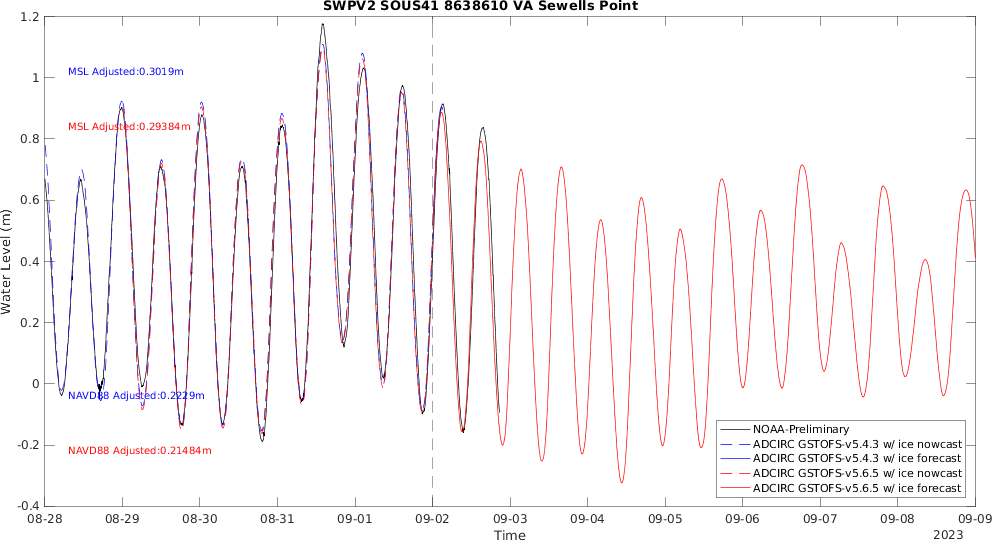 SWPV2 SOUS41 8638610 VA Sewells Point
Water Level (m)
1.2
1
0.8
0.6
0.4
0.2
0
-0.2
-0.4
MSL Adjusted:0.3019m
MSL Adjusted:0.29384m
NAVD88 Adjusted:0.2229m
NAVD88 Adjusted:0.21484m
NOAA-Preliminary
ADCIRC GSTOFS-v5.4.3 w/ ice nowcast
ADCIRC GSTOFS-v5.4.3 w/ ice forecast
ADCIRC GSTOFS-v5.6.5 w/ ice nowcast
ADCIRC GSTOFS-v5.6.5 w/ ice forecast
08-28 08-29 08-30 08-31 09-01 09-02 09-03 09-04 09-05 09-06 09-07 09-08 09-09
Time
2023